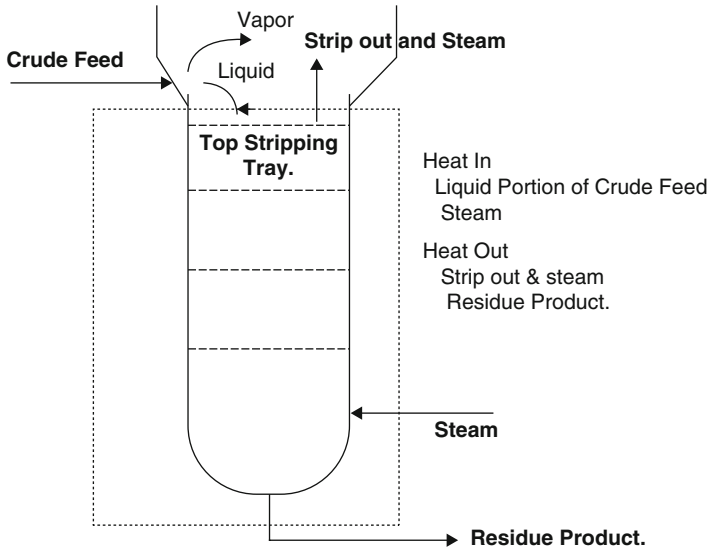 Vapor
Strip out and Steam
Crude Feed
Liquid
Top Stripping
Tray.
Heat In
Liquid Portion of Crude Feed
Steam
Heat Out
Strip out & steam
Residue Product.
Steam
Residue Product.